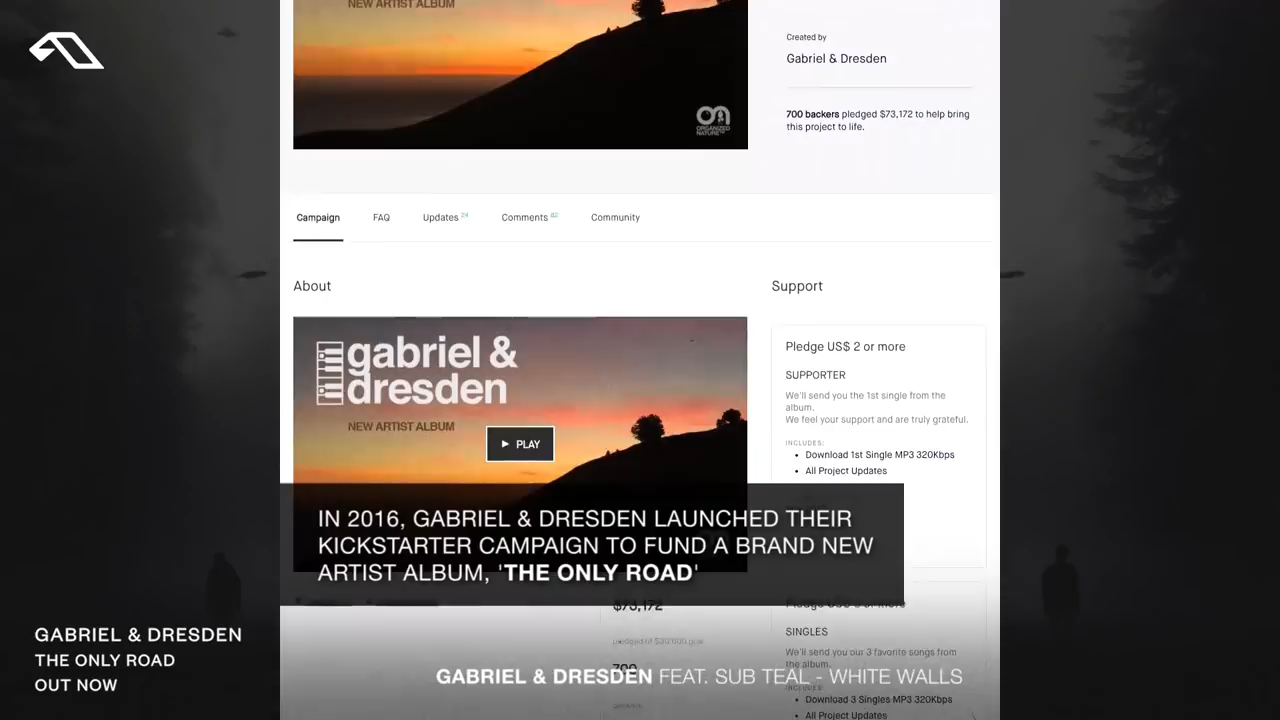 NEW ARTIST ALBUM
Created by
Gabriel & Dresden
700 backers pledged $73,172 to help bring
this project to life.
ORGANIZED
NATURE
Campaign
FAQ
Updates 24
Comments 82
Community
About
Support
gabriel &
dresden
NEW ARTIST ALBUM
PLAY
Pledge US$ 2 or more
SUPPORTER
We'll send you the 1st single from the
album.
We feel your support and are truly grateful.
INCLUDES:
• Download 1st Single MP3 320Kbps
• All Project Updates
IN 2016, GABRIEL & DRESDEN LAUNCHED THEIR
KICKSTARTER CAMPAIGN TO FUND A BRAND NEW
ARTIST ALBUM, 'THE ONLY ROAD'
$73,172
700
SINGLES
We'll send you our 3 favorite songs from
the album.
INCLUDES:
• Download 3 Singles MP3 320Kbps
• All Project Updates
GABRIEL & DRESDEN FEAT. SUB TEAL - WHITE WALLS
GABRIEL & DRESDEN
THE ONLY ROAD
OUT NOW